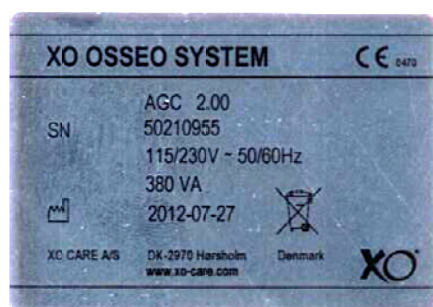 XO OSSEO SYSTEM CE 0470
AGC 2.00
SN 50210955
115/230V ~ 50/60Hz
380 VA
2012-07-27
XO CARE A/S DK-2970 Hørsholm Denmark
www.xo-care.com
XO